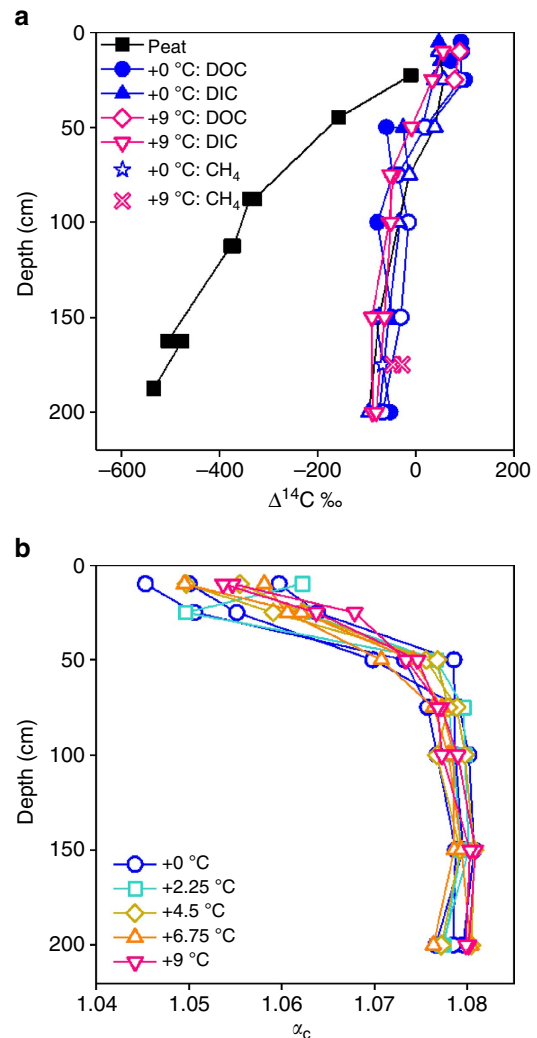 a
0
50
100
150
200
Depth (cm)
Peat
+0 °C: DOC
+0 °C: DIC
+9 °C: DOC
+9 °C: DIC
+0 °C: CH₄
+9 °C: CH₄
−600 −400 −200 0 200
Δ¹⁴C ‰
b
0
50
100
150
200
Depth (cm)
+0 °C
+2.25 °C
+4.5 °C
+6.75 °C
+9 °C
1.04 1.05 1.06 1.07 1.08
α꜀